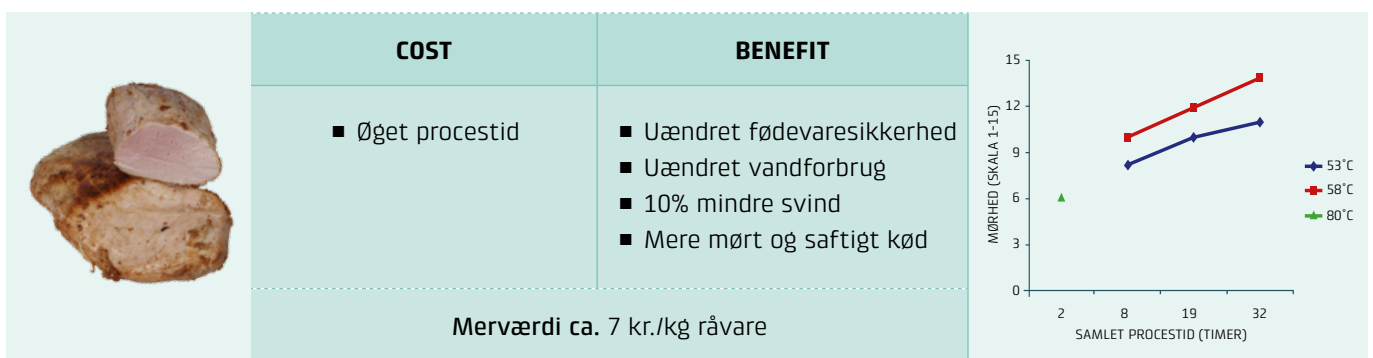 COST
BENEFIT
■ Øget procestid
■ Uændret fødevaresikkerhed
■ Uændret vandforbrug
■ 10% mindre svind
■ Mere mørt og saftigt kød
Merværdi ca. 7 kr./kg råvare
MØRHED (SKALA 1-15)
15
12
9
6
3
0
2 8 19 32
SAMLET PROCESTID (TIMER)
53°C
58°C
80°C